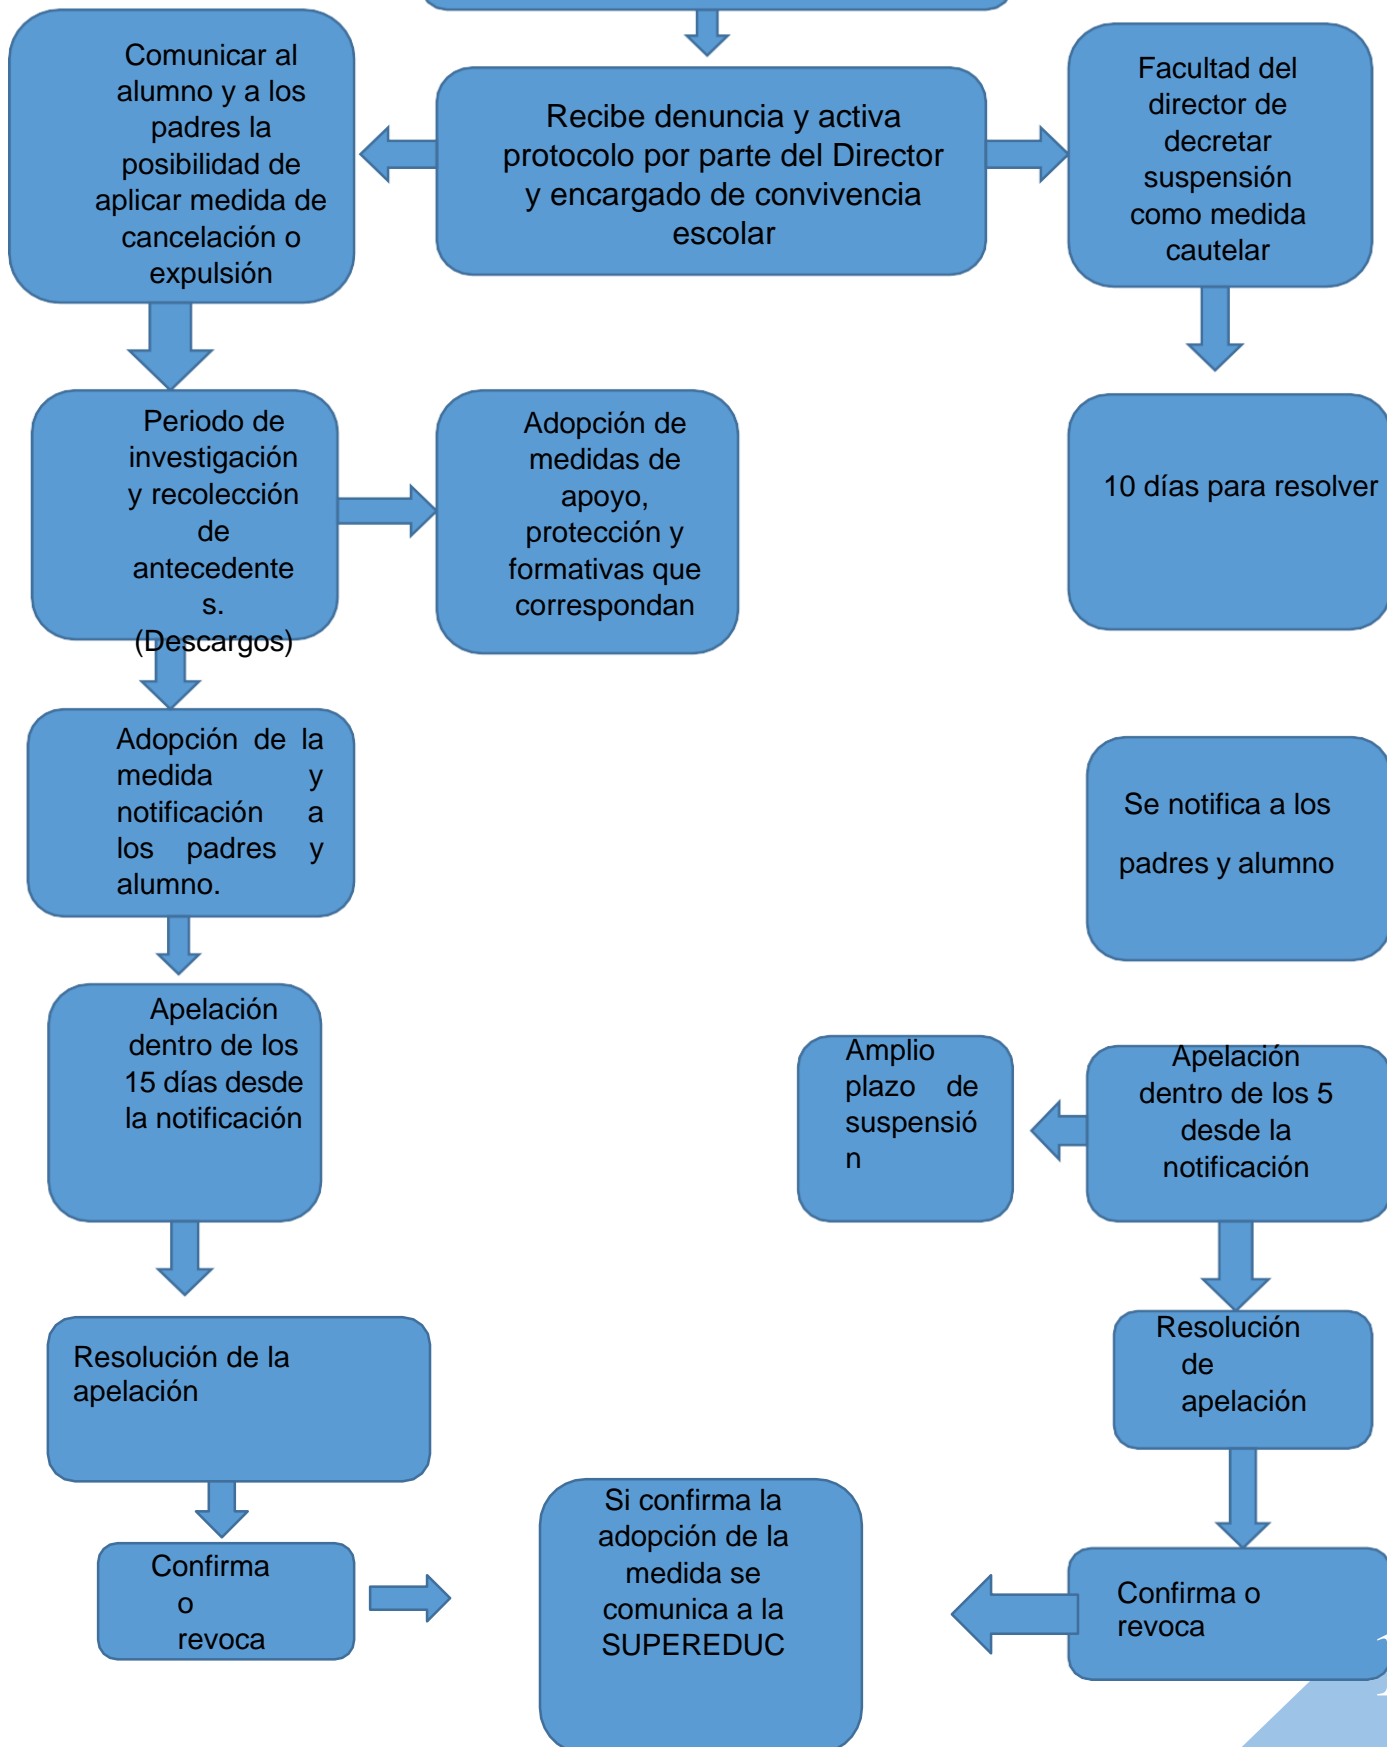 Comunicar al
alumno y a los
padres la
posibilidad de
aplicar medida de
cancelación o
expulsión
Recibe denuncia y activa
protocolo por parte del Director
y encargado de convivencia
escolar
Facultad del
director de
decretar
suspensión
como medida
cautelar
Periodo de
investigación
y recolección
de
antecedente
s.
(Descargos)
Adopción de
medidas de
apoyo,
protección y
formativas que
correspondan
10 días para resolver
Adopción de la
medida y
notificación a
los padres y
alumno.
Se notifica a los
padres y alumno
Apelación
dentro de los
15 días desde
la notificación
Amplio
plazo de
suspensió
n
Apelación
dentro de los 5
desde la
notificación
Resolución de la
apelación
Resolución
de
apelación
Confirma
o
revoca
Si confirma la
adopción de la
medida se
comunica a la
SUPEREDUC
Confirma o
revoca